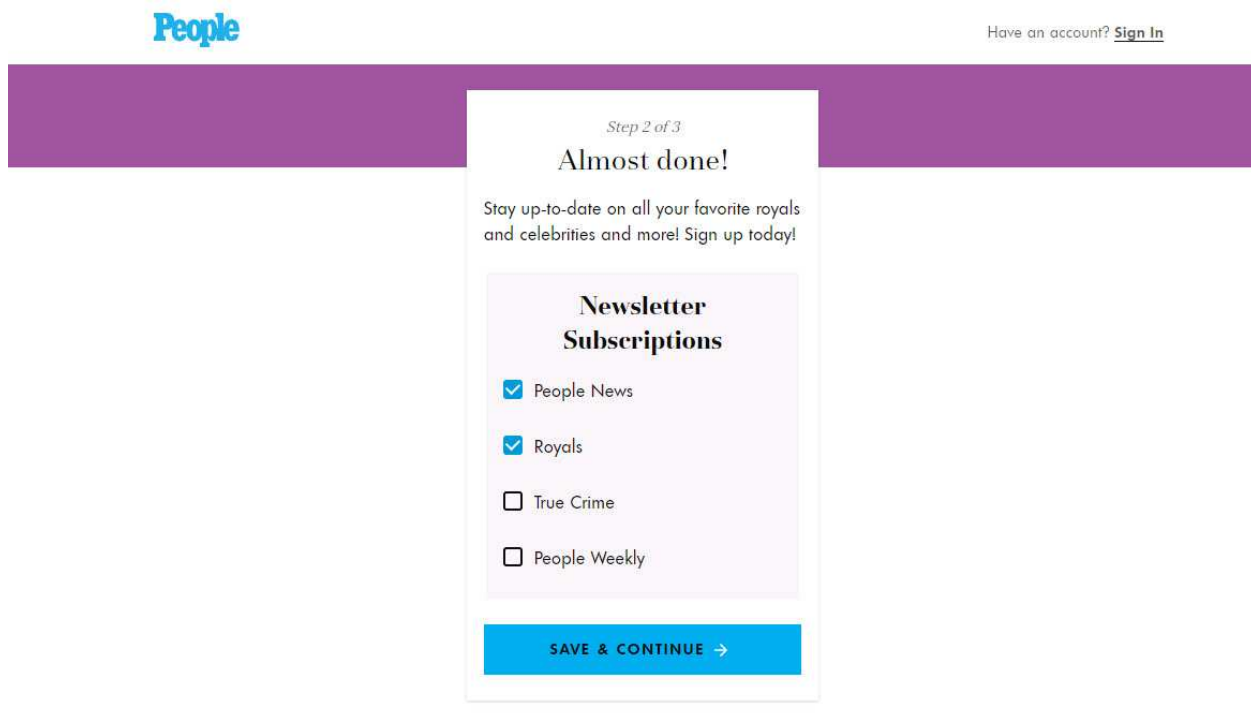 People
Have an account? Sign In
Step 2 of 3
Almost done!
Stay up-to-date on all your favorite royals
and celebrities and more! Sign up today!
Newsletter
Subscriptions
People News
Royals
True Crime
People Weekly
SAVE & CONTINUE →